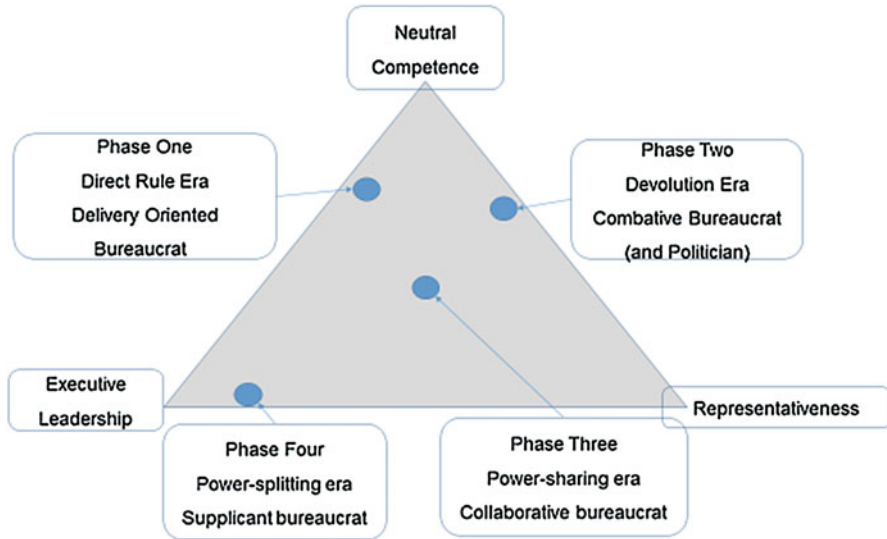 Neutral
Competence
Phase One
Direct Rule Era
Delivery Oriented
Bureaucrat
Phase Two
Devolution Era
Combative Bureaucrat
(and Politician)
Executive
Leadership
Representativeness
Phase Four
Power-splitting era
Supplicant bureaucrat
Phase Three
Power-sharing era
Collaborative bureaucrat